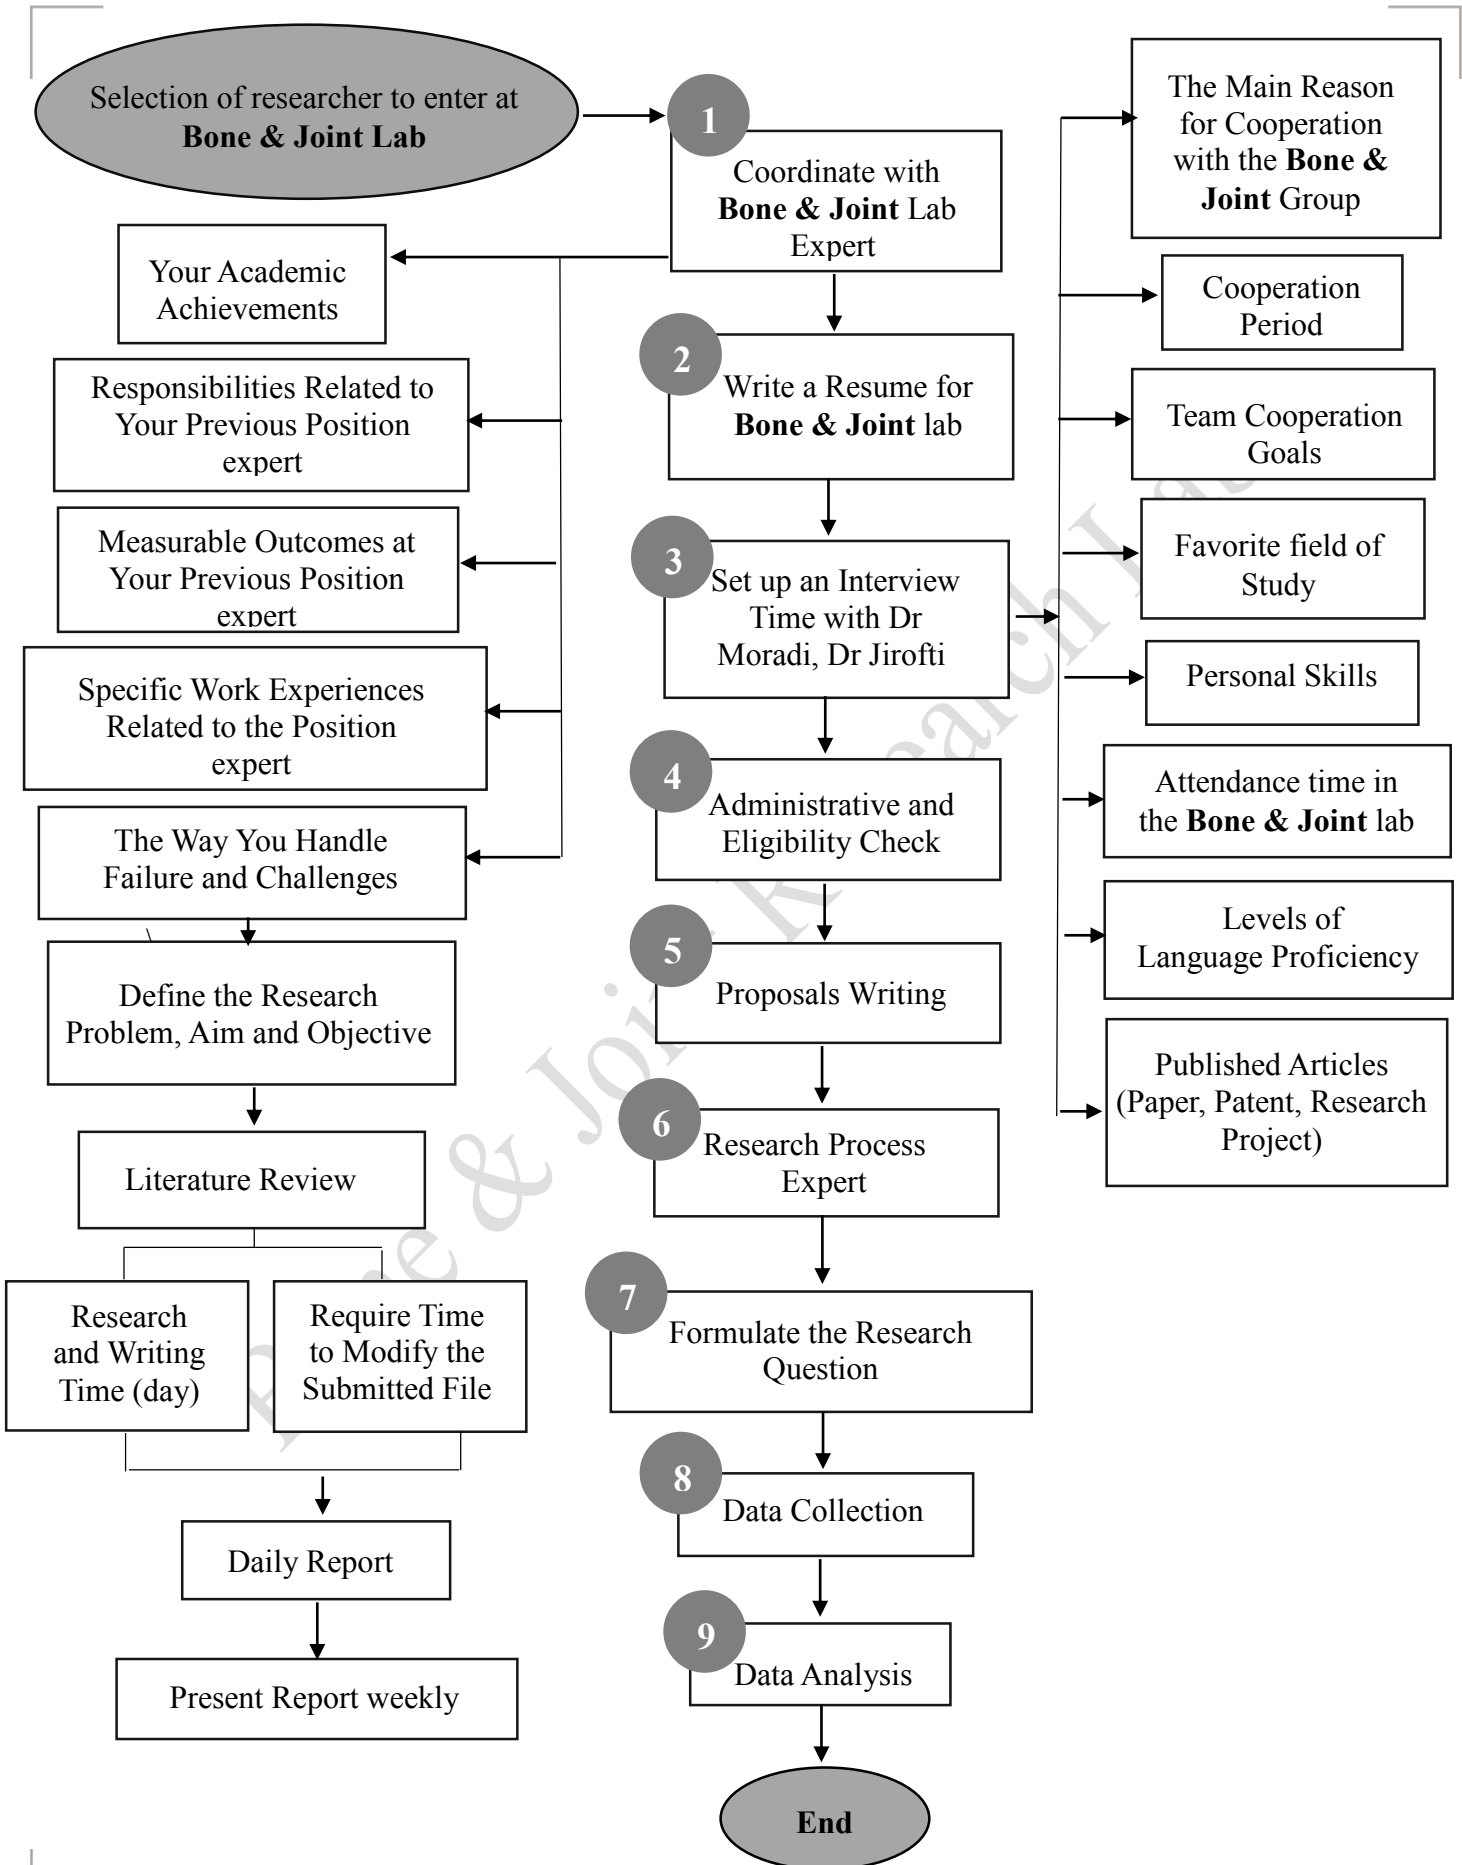 Selection of researcher to enter at
Bone & Joint Lab
1
Coordinate with
Bone & Joint Lab
Expert
2
Write a Resume for
Bone & Joint lab
3
Set up an Interview
Time with Dr
Moradi, Dr Jirofti
4
Administrative and
Eligibility Check
5
Proposals Writing
6
Research Process
Expert
7
Formulate the Research
Question
8
Data Collection
9
Data Analysis
End
Your Academic
Achievements
Responsibilities Related to
Your Previous Position
expert
Measurable Outcomes at
Your Previous Position
expert
Specific Work Experiences
Related to the Position
expert
The Way You Handle
Failure and Challenges
Define the Research
Problem, Aim and Objective
Literature Review
Research
and Writing
Time (day)
Require Time
to Modify the
Submitted File
Daily Report
Present Report weekly
The Main Reason
for Cooperation
with the Bone &
Joint Group
Cooperation
Period
Team Cooperation
Goals
Favorite field of
Study
Personal Skills
Attendance time in
the Bone & Joint lab
Levels of
Language Proficiency
Published Articles
(Paper, Patent, Research
Project)
Bone & Joint Research Lab